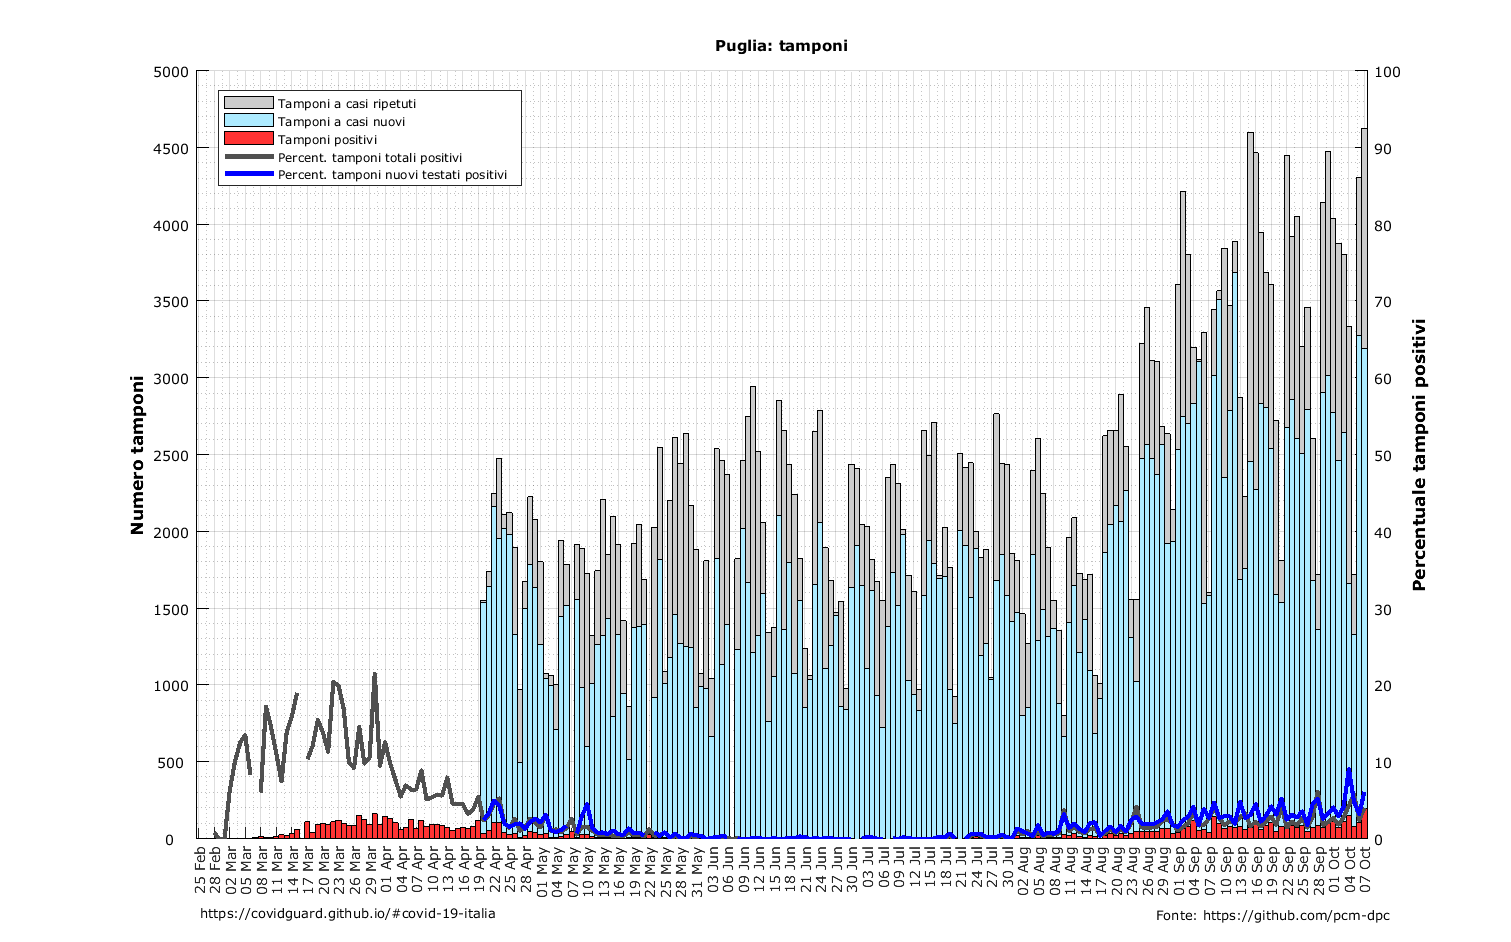 Puglia: tamponi
5000
4500
4000
3500
3000
2500
2000
1500
1000
500
0
100
90
80
70
60
50
40
30
20
10
0
Numero tamponi
Percentuale tamponi positivi
Tamponi a casi ripetuti
Tamponi a casi nuovi
Tamponi positivi
Percent. tamponi totali positivi
Percent. tamponi nuovi testati positivi
25 Feb
28 Feb
02 Mar
05 Mar
08 Mar
11 Mar
14 Mar
17 Mar
20 Mar
23 Mar
26 Mar
29 Mar
01 Apr
04 Apr
07 Apr
10 Apr
13 Apr
16 Apr
19 Apr
22 Apr
25 Apr
28 Apr
01 May
04 May
07 May
10 May
13 May
16 May
19 May
22 May
25 May
28 May
31 May
03 Jun
06 Jun
09 Jun
12 Jun
15 Jun
18 Jun
21 Jun
24 Jun
27 Jun
30 Jun
03 Jul
06 Jul
09 Jul
12 Jul
15 Jul
18 Jul
21 Jul
24 Jul
27 Jul
30 Jul
02 Aug
05 Aug
08 Aug
11 Aug
14 Aug
17 Aug
20 Aug
23 Aug
26 Aug
29 Aug
01 Sep
04 Sep
07 Sep
10 Sep
13 Sep
16 Sep
19 Sep
22 Sep
25 Sep
28 Sep
01 Oct
04 Oct
07 Oct
https://covidguard.github.io/#covid-19-italia
Fonte: https://github.com/pcm-dpc